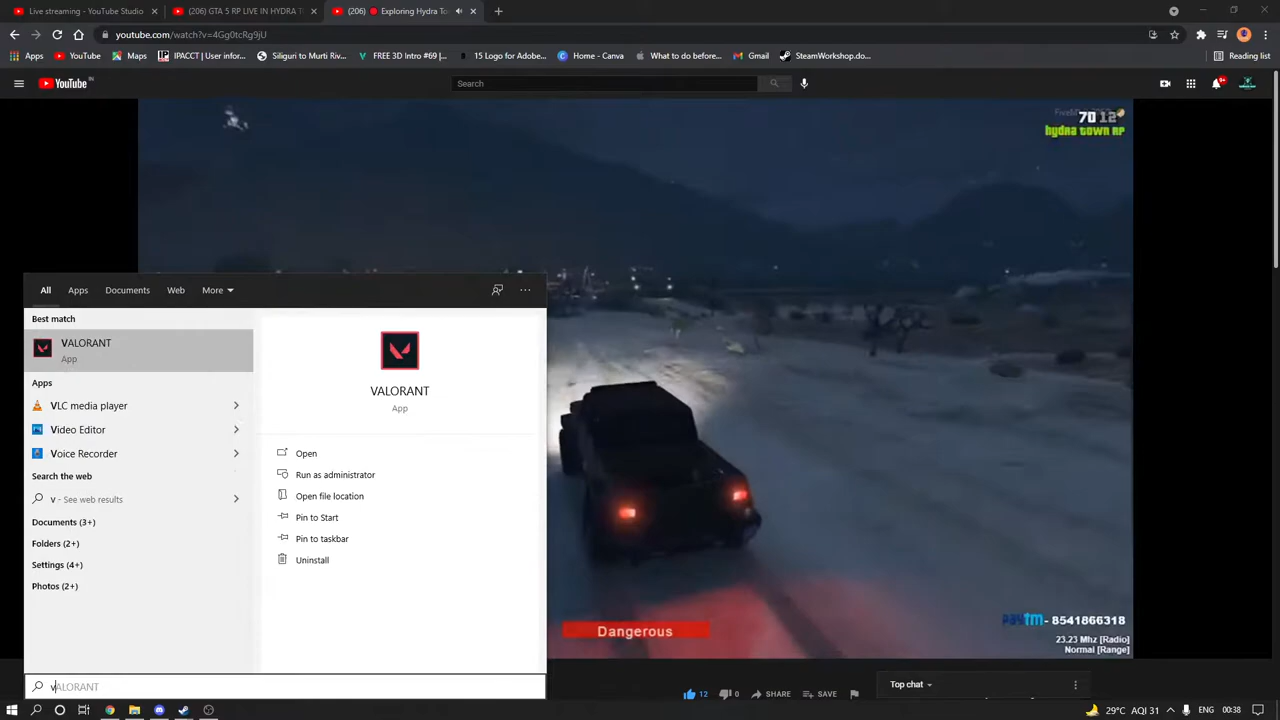 Live streaming - YouTube Studio
(206) GTA 5 RP LIVE IN HYDRA T
(206) 🔴 Exploring Hydra To
youtube.com/watch?v=4Gg0tcRg9jU
Apps
YouTube
Maps
IPACCT | User infor...
Siliguri to Murti Riv...
FREE 3D Intro #69 |...
15 Logo for Adobe...
Home - Canva
What to do before...
Gmail
SteamWorkshop.do...
Reading list
YouTube IN
Search
9+
70 12
hydra town RP
All
Apps
Documents
Web
More
Best match
VALORANT
App
Apps
VLC media player
Video Editor
Voice Recorder
Search the web
v - See web results
Documents (3+)
Folders (2+)
Settings (4+)
Photos (2+)
VALORANT
App
Open
Run as administrator
Open file location
Pin to Start
Pin to taskbar
Uninstall
Dangerous
paytm - 8541866318
23.23 Mhz [Radio]
Normal [Range]
vALORANT
12
0
SHARE
SAVE
Top chat
29°C AQI 31
ENG
00:38